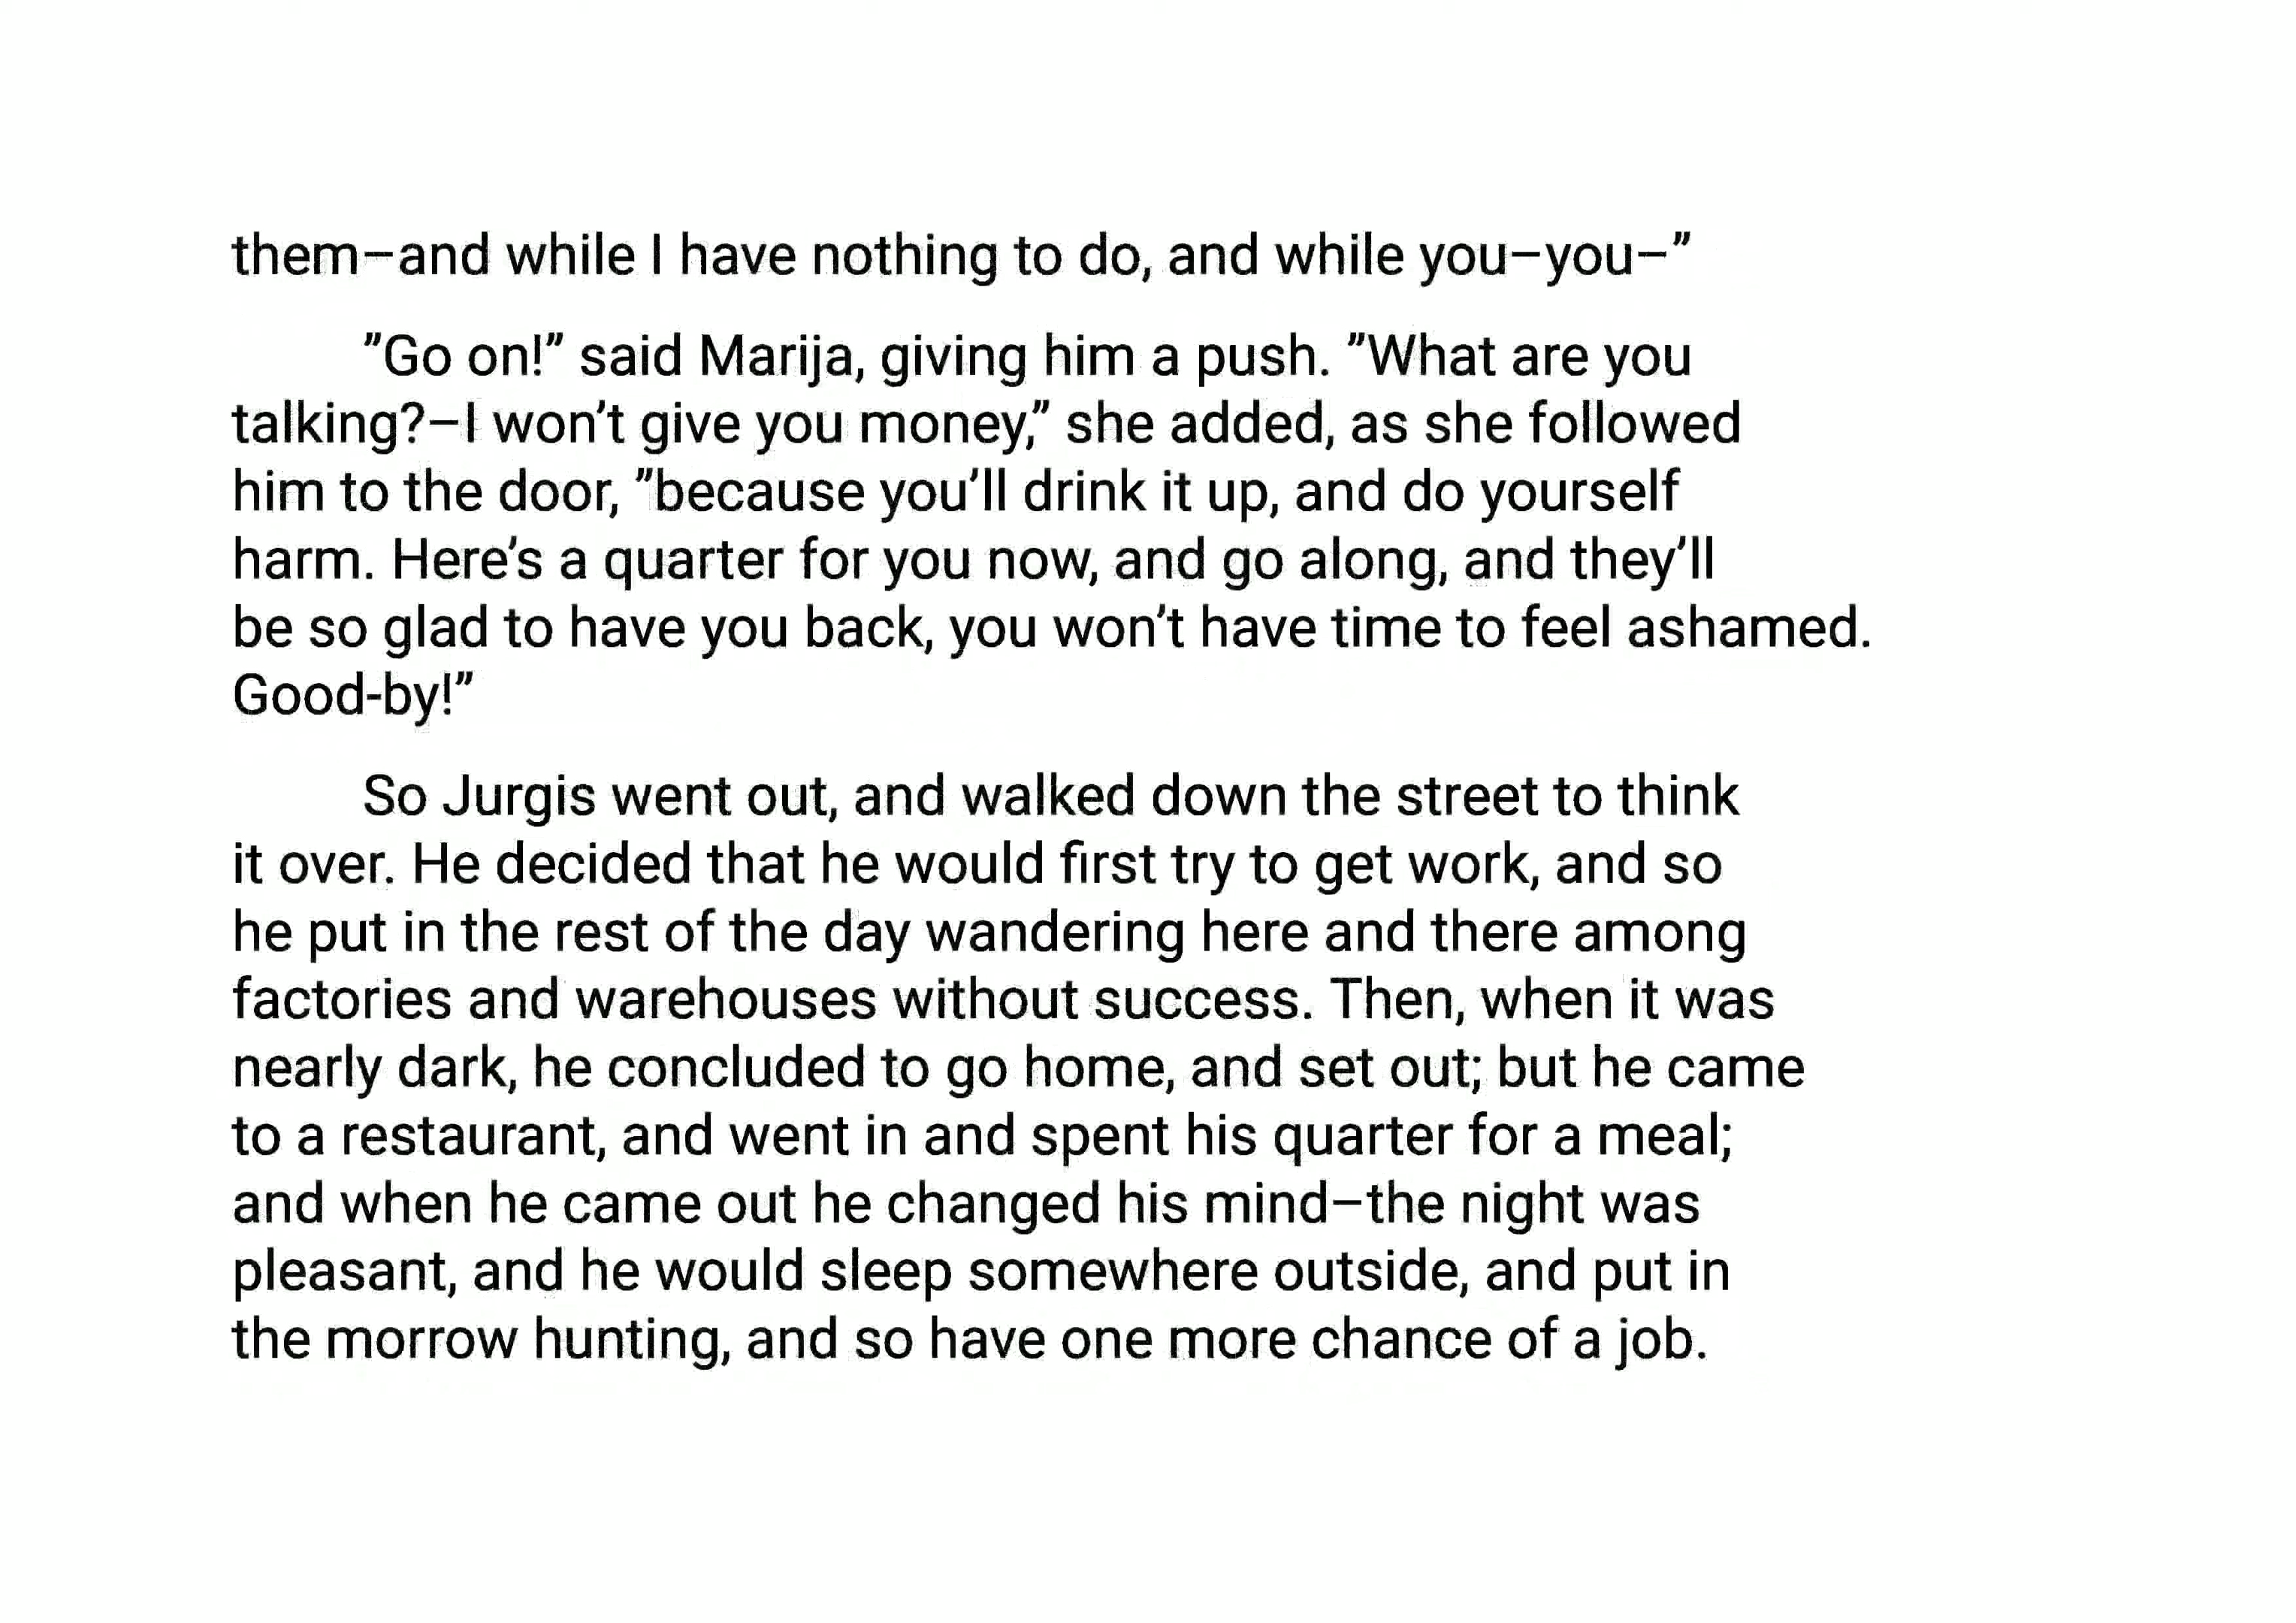 them–and while I have nothing to do, and while you–you–”
”Go on!” said Marija, giving him a push. ”What are you
talking?–I won’t give you money,” she added, as she followed
him to the door, ”because you’ll drink it up, and do yourself
harm. Here’s a quarter for you now, and go along, and they’ll
be so glad to have you back, you won’t have time to feel ashamed.
Good-by!”
So Jurgis went out, and walked down the street to think
it over. He decided that he would first try to get work, and so
he put in the rest of the day wandering here and there among
factories and warehouses without success. Then, when it was
nearly dark, he concluded to go home, and set out; but he came
to a restaurant, and went in and spent his quarter for a meal;
and when he came out he changed his mind–the night was
pleasant, and he would sleep somewhere outside, and put in
the morrow hunting, and so have one more chance of a job.